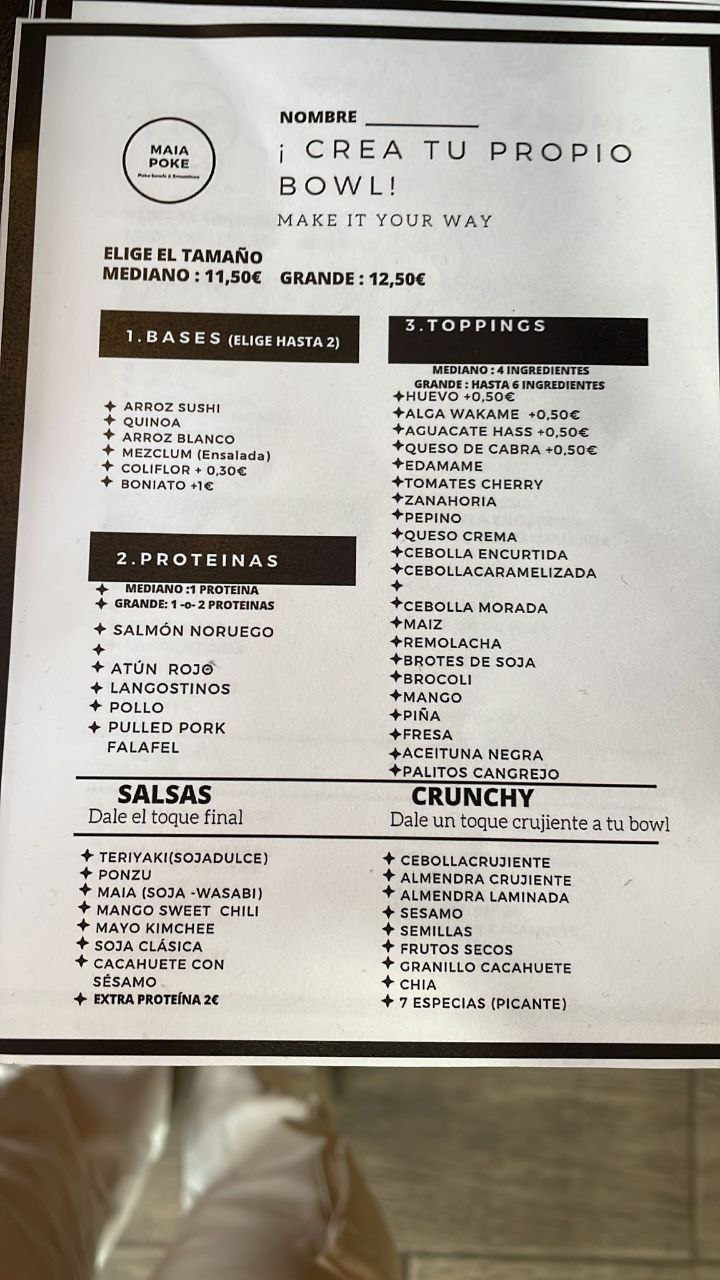 MAIA
POKE
Poke Bowls & Smoothies
NOMBRE
¡ CREA TU PROPIO
BOWL!
MAKE IT YOUR WAY
ELIGE EL TAMAÑO
MEDIANO : 11,50€ GRANDE : 12,50€
1.BASES (ELIGE HASTA 2)
ARROZ SUSHI
QUINOA
ARROZ BLANCO
MEZCLUM (Ensalada)
COLIFLOR + 0,30€
BONIATO +1€
2.PROTEINAS
MEDIANO :1 PROTEINA
GRANDE: 1 -o- 2 PROTEINAS
SALMÓN NORUEGO
ATÚN ROJO
LANGOSTINOS
POLLO
PULLED PORK
FALAFEL
3.TOPPINGS
MEDIANO : 4 INGREDIENTES
GRANDE : HASTA 6 INGREDIENTES
HUEVO +0,50€
ALGA WAKAME +0,50€
AGUACATE HASS +0,50€
QUESO DE CABRA +0,50€
EDAMAME
TOMATES CHERRY
ZANAHORIA
PEPINO
QUESO CREMA
CEBOLLA ENCURTIDA
CEBOLLACARAMELIZADA
CEBOLLA MORADA
MAIZ
REMOLACHA
BROTES DE SOJA
BROCOLI
MANGO
PIÑA
FRESA
ACEITUNA NEGRA
PALITOS CANGREJO
SALSAS
Dale el toque final
TERIYAKI(SOJADULCE)
PONZU
MAIA (SOJA -WASABI)
MANGO SWEET CHILI
MAYO KIMCHEE
SOJA CLÁSICA
CACAHUETE CON
SÉSAMO
EXTRA PROTEÍNA 2€
CRUNCHY
Dale un toque crujiente a tu bowl
CEBOLLACRUJIENTE
ALMENDRA CRUJIENTE
ALMENDRA LAMINADA
SESAMO
SEMILLAS
FRUTOS SECOS
GRANILLO CACAHUETE
CHIA
7 ESPECIAS (PICANTE)